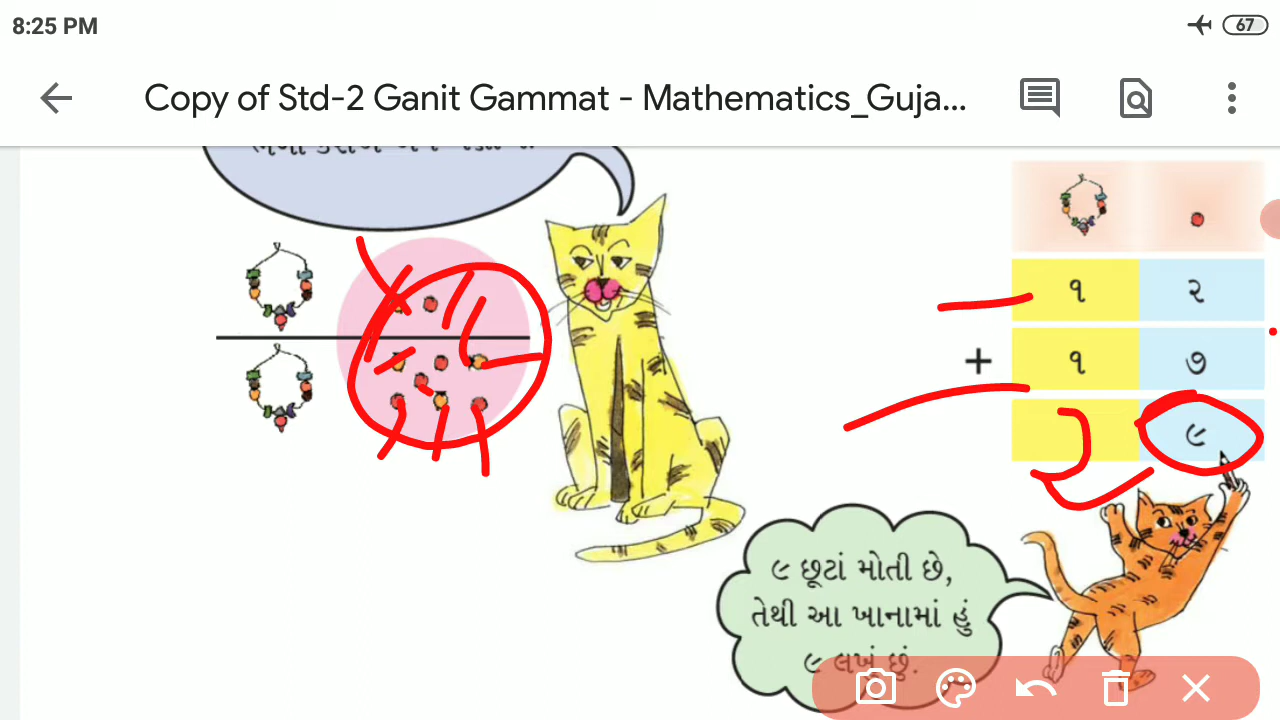 8:25 PM
67
Copy of Std-2 Ganit Gammat - Mathematics_Guja...
૧ ૨
+ ૧ ૭
૨ ૯
૯ છૂટાં મોતી છે,
તેથી આ ખાનામાં હું
૯ લખું છું.